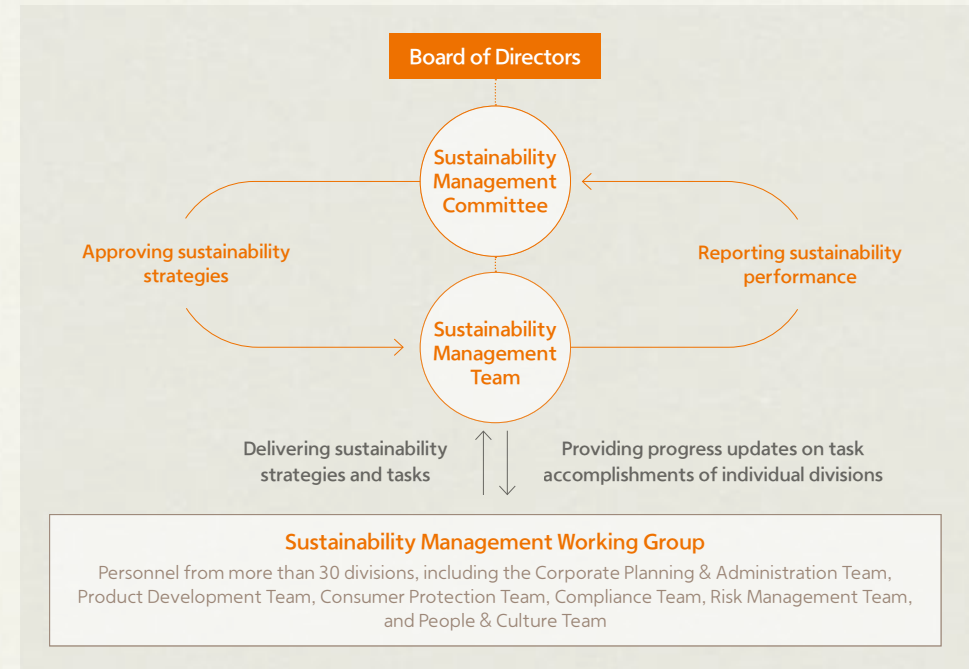 Board of Directors
Sustainability
Management
Committee
Approving sustainability
strategies
Reporting sustainability
performance
Sustainability
Management
Team
Delivering sustainability
strategies and tasks
Providing progress updates on task
accomplishments of individual divisions
Sustainability Management Working Group
Personnel from more than 30 divisions, including the Corporate Planning & Administration Team,
Product Development Team, Consumer Protection Team, Compliance Team, Risk Management Team,
and People & Culture Team